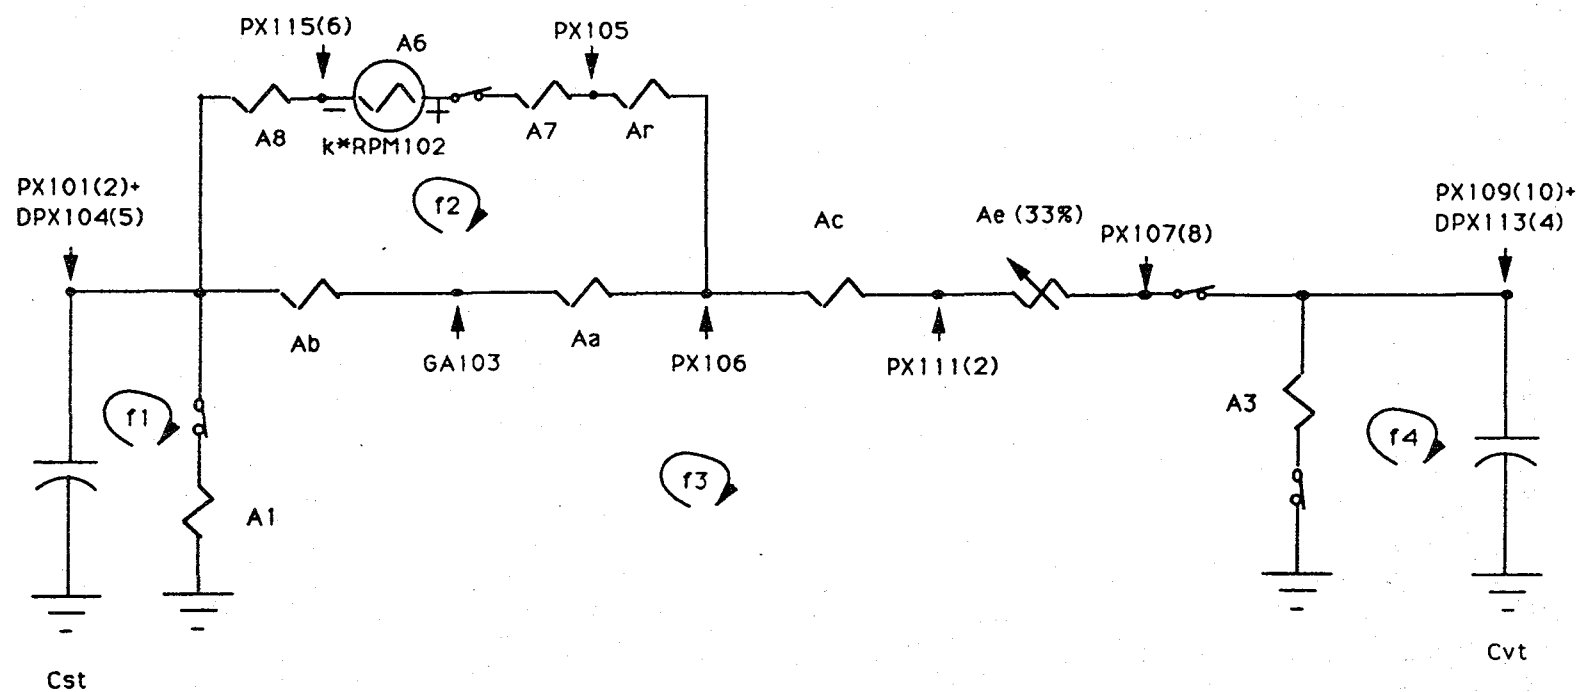 PX115(6)
A6
PX105
A8
k*RPM102
A7
Ar
PX101(2)+
DPX104(5)
f2
Ac
Ae (33%)
PX107(8)
PX109(10)+
DPX113(4)
Ab
GA103
Aa
PX106
PX111(2)
f1
A3
f4
f3
A1
Cst
Cvt